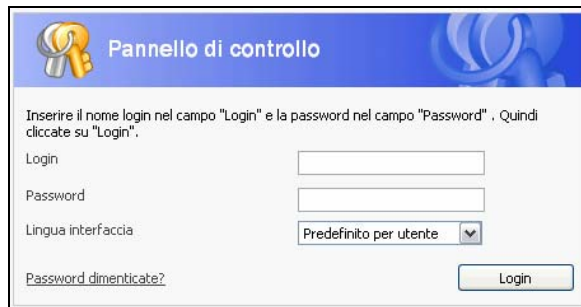 Pannello di controllo
Inserire il nome login nel campo "Login" e la password nel campo "Password" . Quindi
cliccate su "Login".
Login
Password
Lingua interfaccia
Predefinito per utente
Password dimenticate?
Login